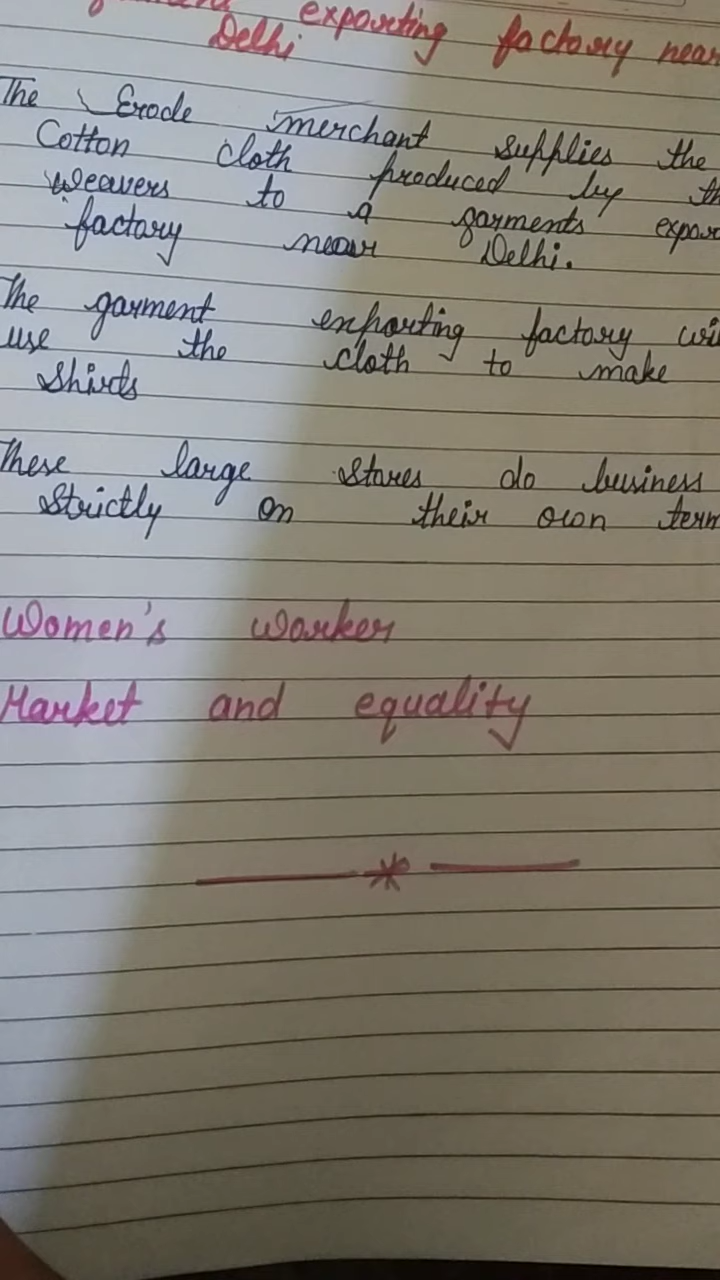 exporting factory near
Delhi
The Erode merchant supplies the
Cotton cloth produced by
weavers to a garments
factory near Delhi.
The garment exporting factory
use the cloth to make
Shirts
These large stores do business
Strictly on their own
Women's worker
Market and equality